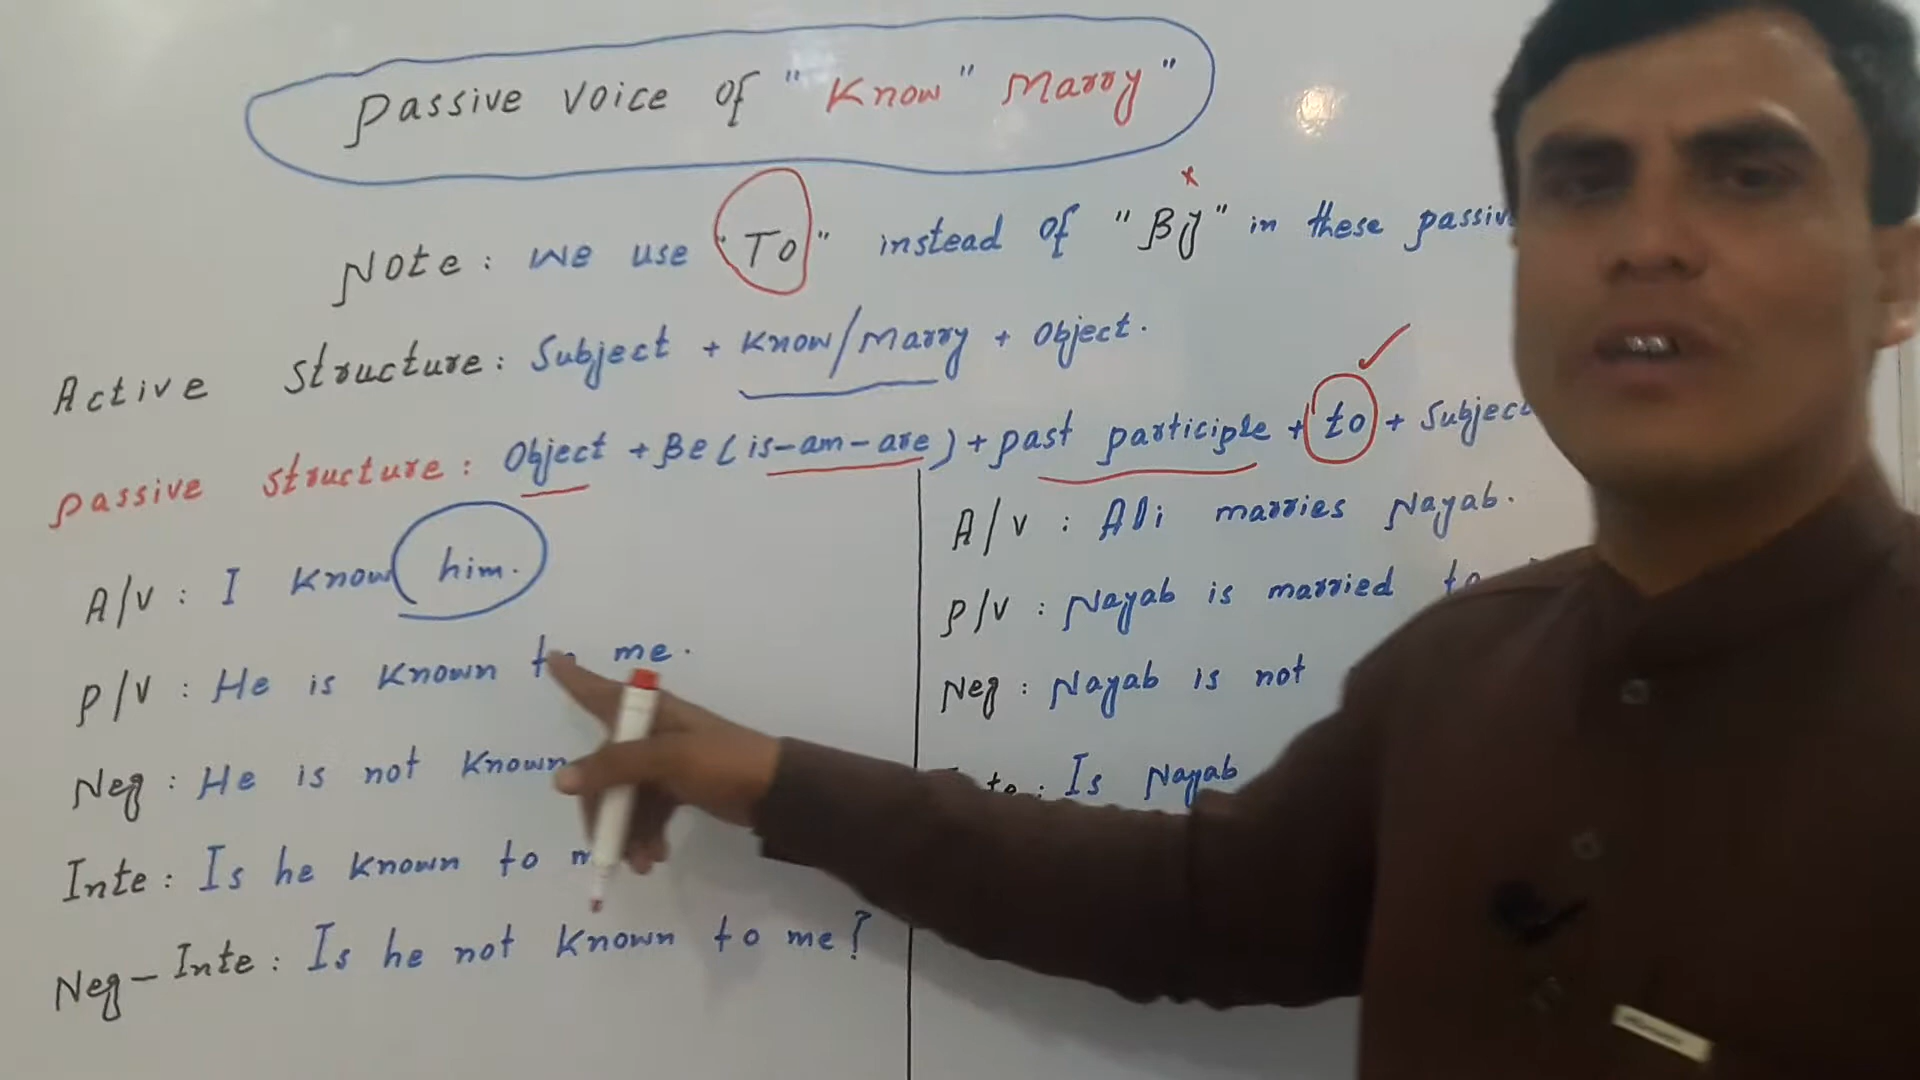 Passive Voice of "Know" Marry"
Note: We use "To" instead of "By" in these
Active Structure: Subject + Know/Marry + Object.
Passive Structure: Object + Be (is-am-are) + past participle + to +
A/V: I know him.
P/V: He is known to me.
Neg: He is not known
Inte: Is he known to
Neg-Inte: Is he not known to me?
A/V: Ali marries Nayab.
P/V: Nayab is married to
Neg: Nayab is not
Is Nayab